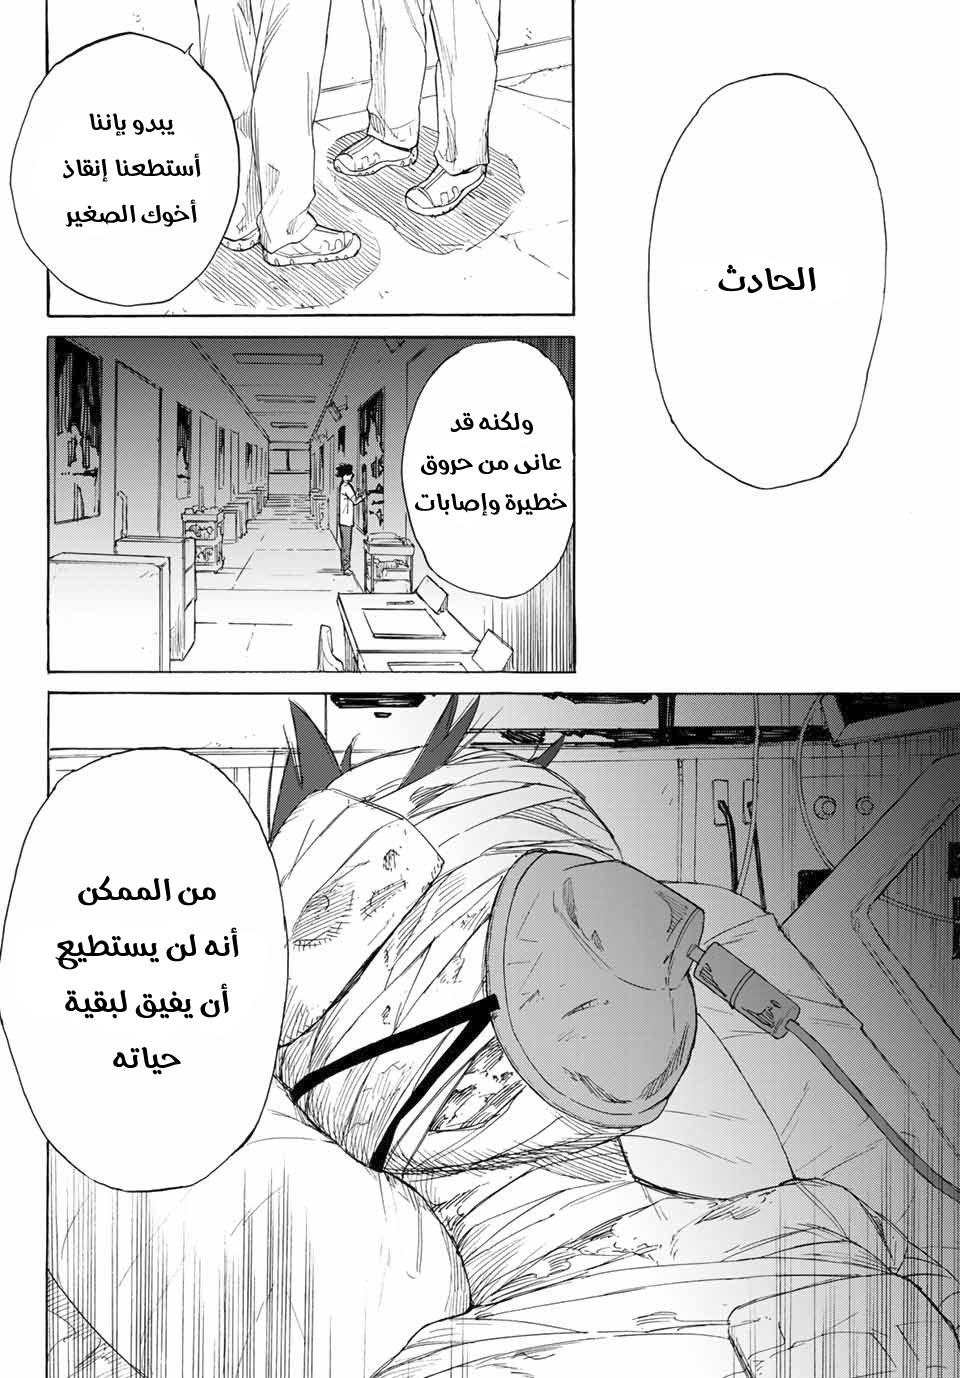 الحادث
يبدو بإننا
أستطعنا إنقاذ
أخوك الصغير
ولكنه قد
عانى من حروق
خطيرة وإصابات
من الممكن
أنه لن يستطيع
أن يفيق لبقية
حياته